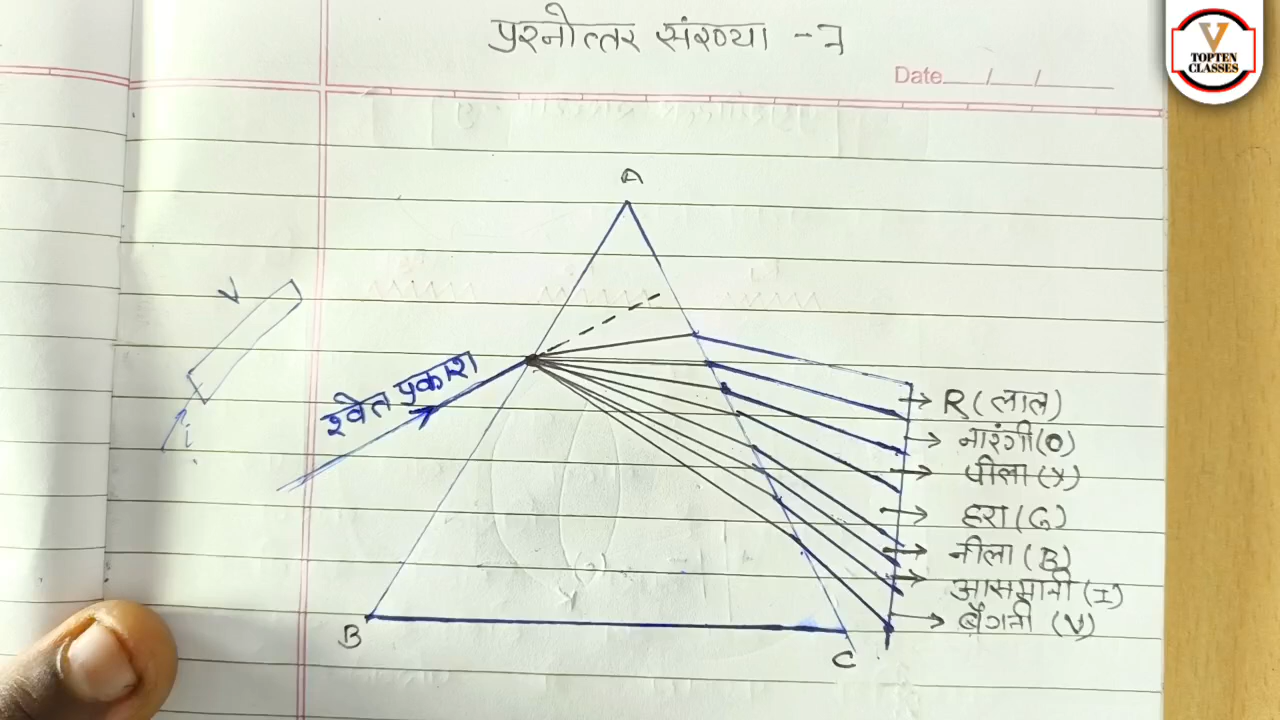 प्रश्नोत्तर संख्या -7
Date / /
V
TOPTEN
CLASSES
A
V
i
श्वेत प्रकाश
R(लाल)
नारंगी(O)
पीला(Y)
हरा(G)
नीला(B)
आसमानी(I)
बैंगनी (V)
B
C